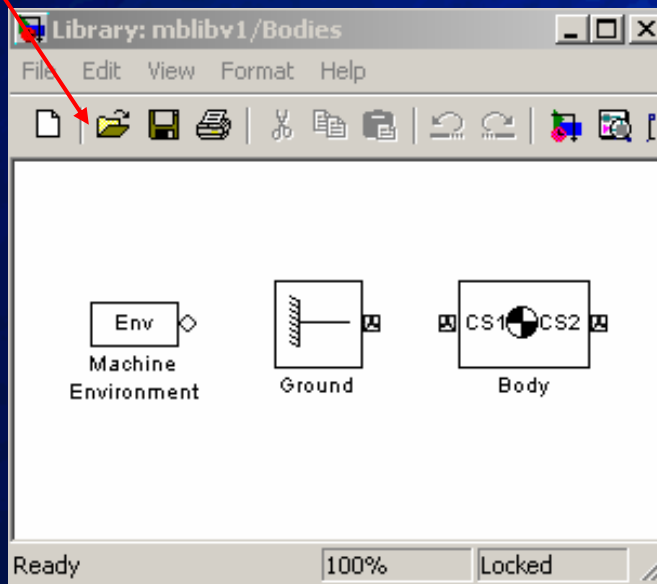 Library: mblibv1/Bodies
File Edit View Format Help
Env
CS1 CS2
Machine
Environment
Ground
Body
Ready 100% Locked